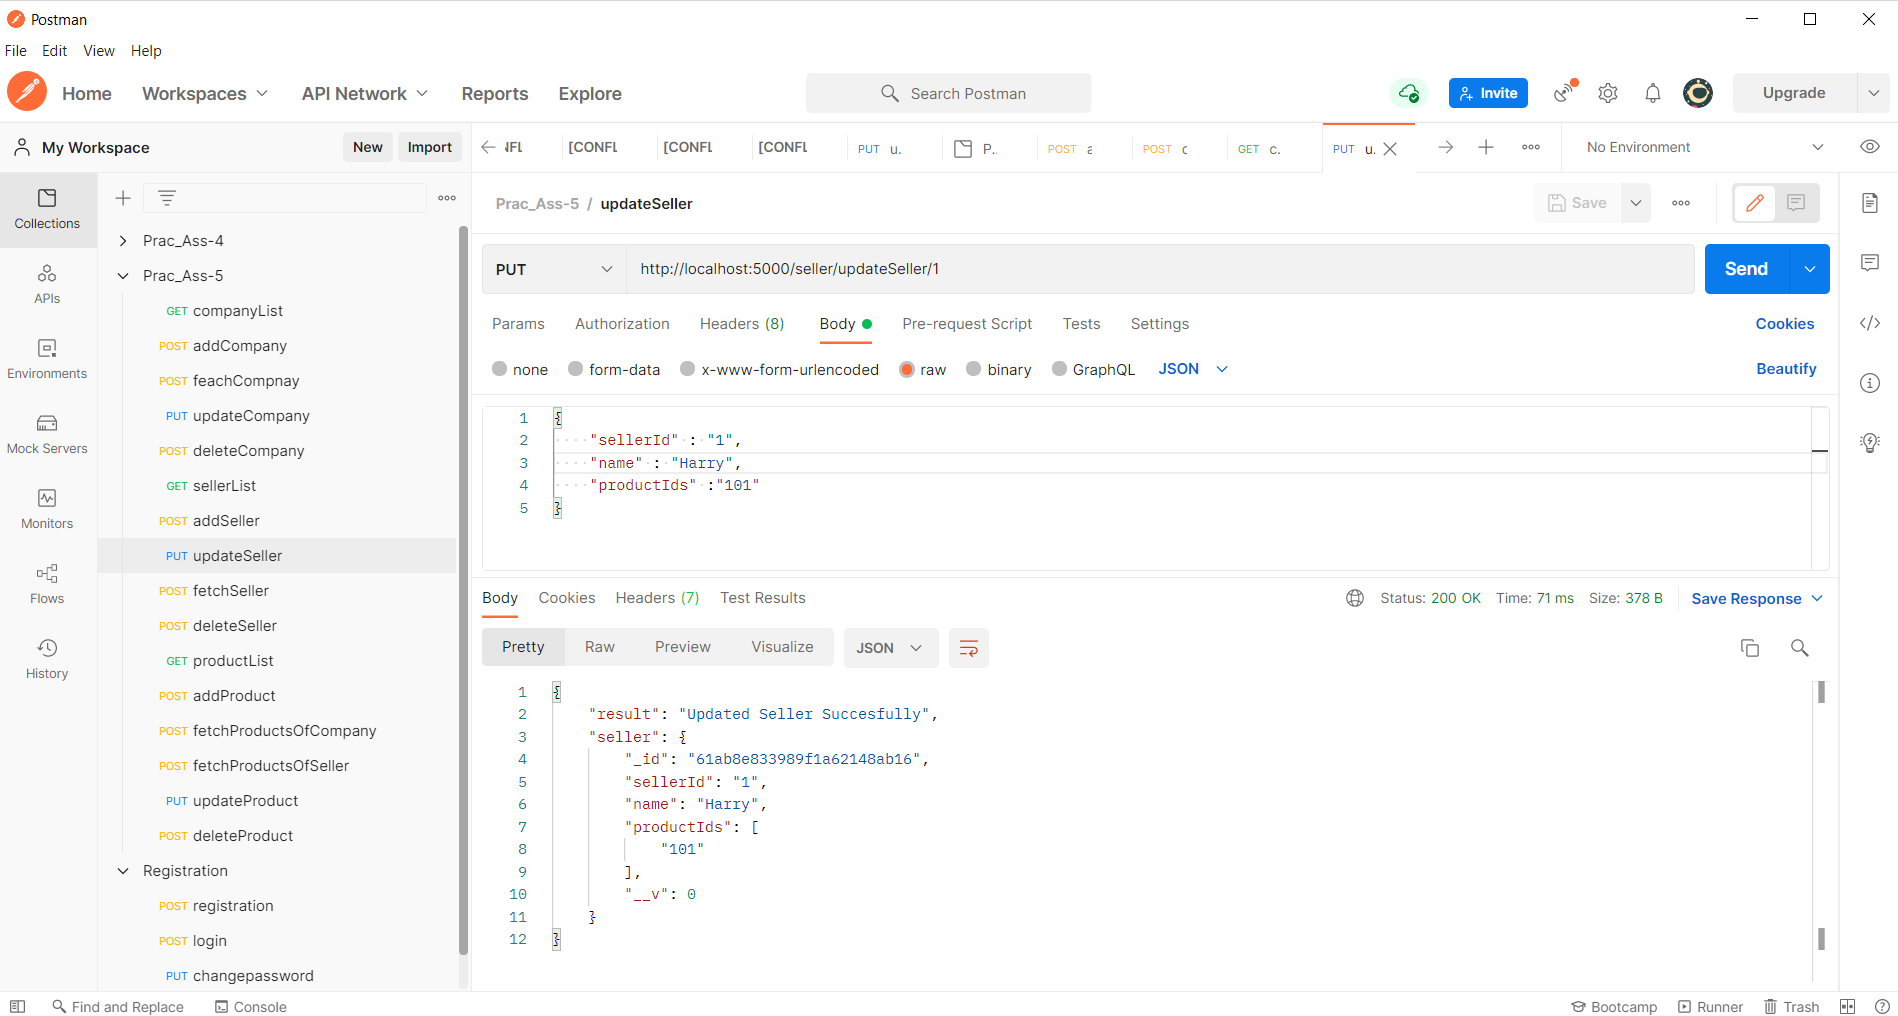 Postman
File Edit View Help
Home Workspaces API Network Reports Explore Search Postman Invite Upgrade
My Workspace New Import
[CONFL [CONFL [CONFL PUT u. P.. POST POST c GET c. PUT u. No Environment
Collections
APIs
Environments
Mock Servers
Monitors
Flows
History
Prac_Ass-4
Prac_Ass-5
GET companyList
POST addCompany
POST feachCompnay
PUT updateCompany
POST deleteCompany
GET sellerList
POST addSeller
PUT updateSeller
POST fetchSeller
POST deleteSeller
GET productList
POST addProduct
POST fetchProductsOfCompany
POST fetchProductsOfSeller
PUT updateProduct
POST deleteProduct
Registration
POST registration
POST login
PUT changepassword
Prac_Ass-5 / updateSeller Save
PUT http://localhost:5000/seller/updateSeller/1 Send
Params Authorization Headers (8) Body Pre-request Script Tests Settings Cookies
none form-data x-www-form-urlencoded raw binary GraphQL JSON Beautify
1 {
2 "sellerId" : "1",
3 "name" : "Harry",
4 "productIds" :"101"
5 }
Body Cookies Headers (7) Test Results Status: 200 OK Time: 71 ms Size: 378 B Save Response
Pretty Raw Preview Visualize JSON
1 {
2 "result": "Updated Seller Succesfully",
3 "seller": {
4 "_id": "61ab8e833989f1a62148ab16",
5 "sellerId": "1",
6 "name": "Harry",
7 "productIds": [
8 "101"
9 ],
10 "__v": 0
11 }
12 }
Find and Replace Console Bootcamp Runner Trash